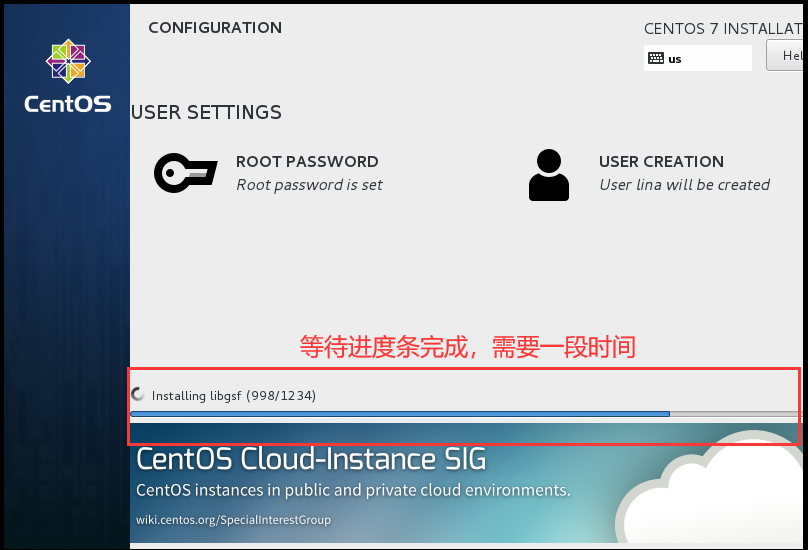 CONFIGURATION
CENTOS 7 INSTALLAT
us
Hel
CentOS
USER SETTINGS
ROOT PASSWORD
Root password is set
USER CREATION
User lina will be created
等待进度条完成，需要一段时间
Installing libgsf (998/1234)
CentOS Cloud-Instance SIG
CentOS instances in public and private cloud environments.
wiki.centos.org/SpecialInterestGroup